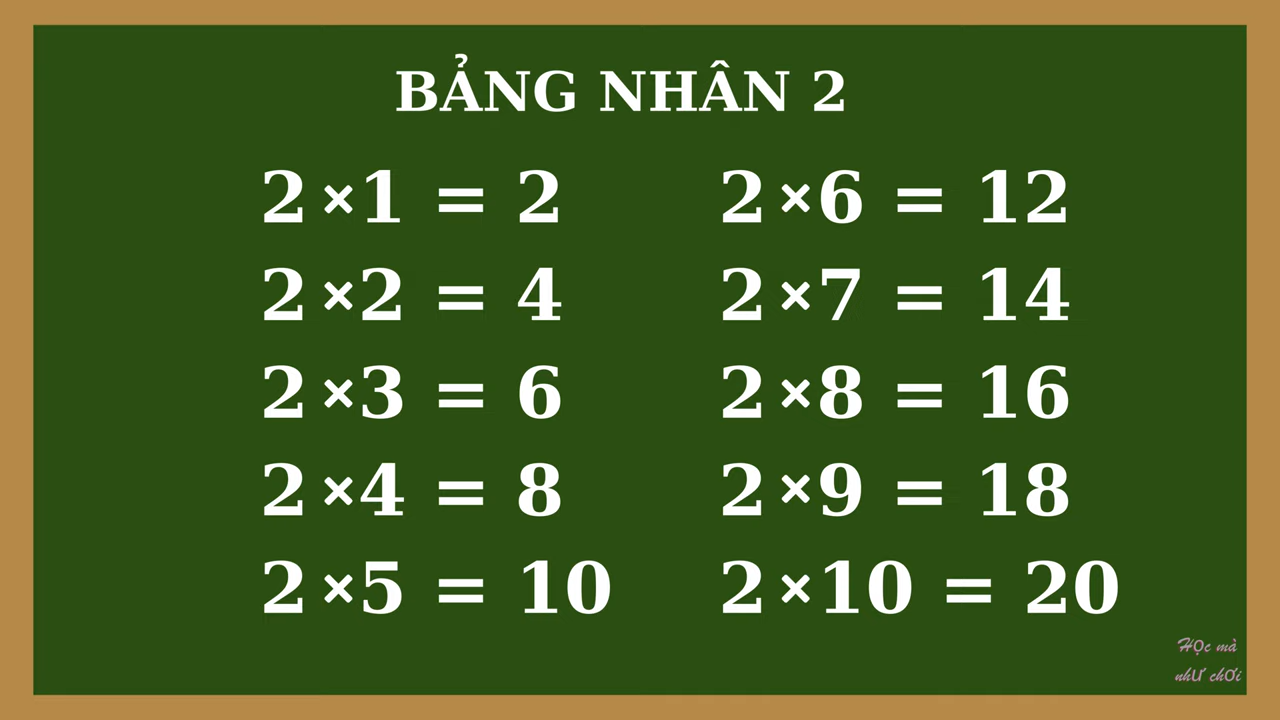 BẢNG NHÂN 2
2 ×1 = 2
2 ×2 = 4
2 ×3 = 6
2 ×4 = 8
2 ×5 = 10
2 ×6 = 12
2 ×7 = 14
2 ×8 = 16
2 ×9 = 18
2 ×10 = 20
Học mà
như chơi